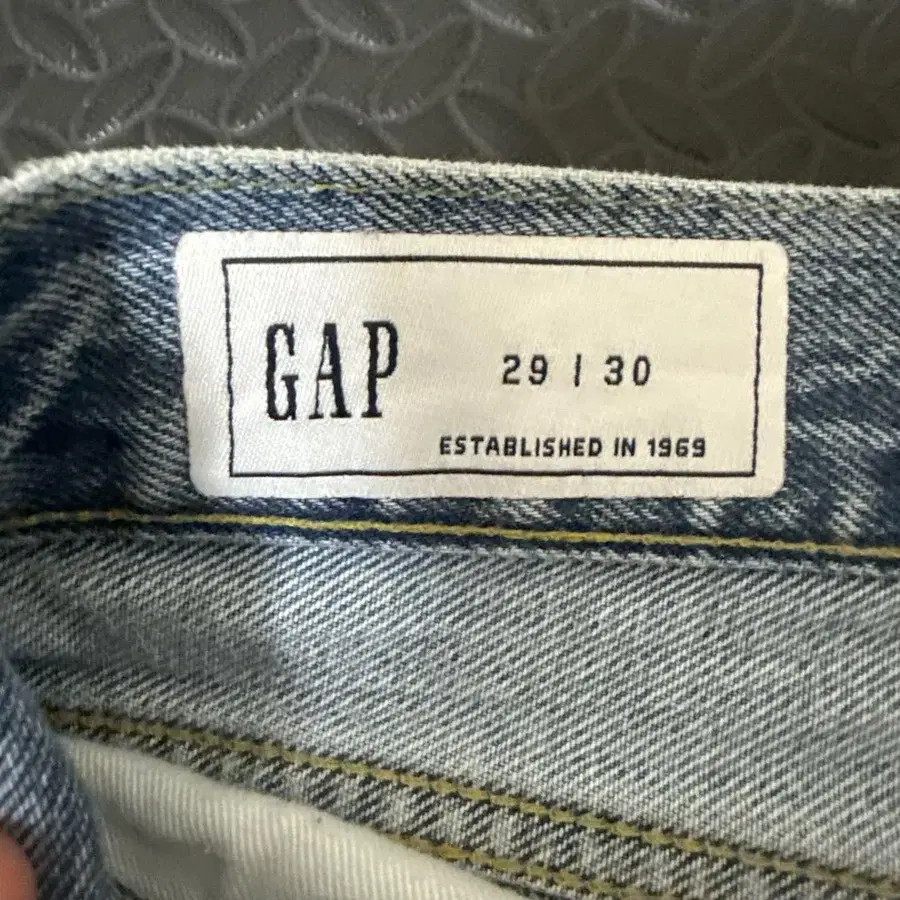 GAP
29 | 30
ESTABLISHED IN 1969